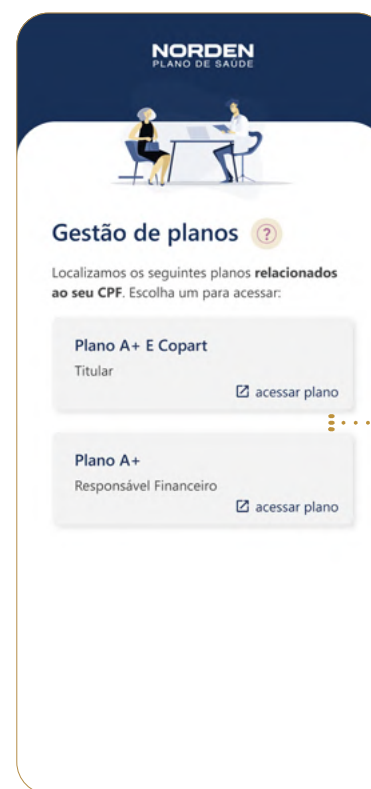 NORDEN
PLANO DE SAÚDE
Gestão de planos ?
Localizamos os seguintes planos relacionados
ao seu CPF. Escolha um para acessar:
Plano A+ E Copart
Titular
acessar plano
Plano A+
Responsável Financeiro
acessar plano